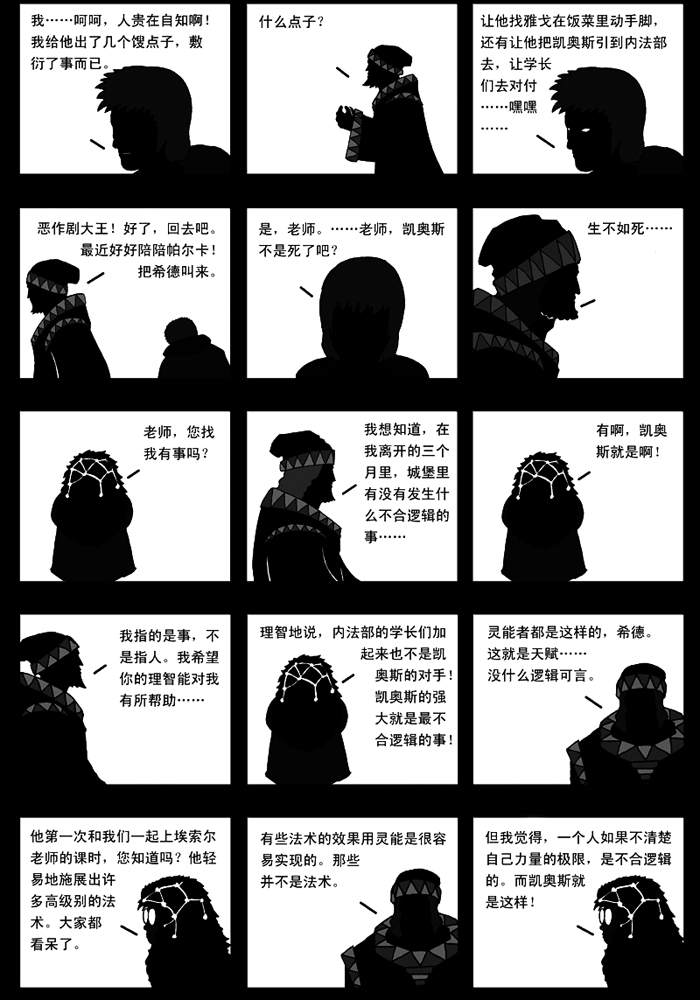 我……呵呵，人贵在自知啊！
我给他出了几个馊点子，敷
衍了事而已。
什么点子？
让他找雅戈在饭菜里动手脚，
还有让他把凯奥斯引到内法部
去，让学长
们去对付
……嘿嘿
……
恶作剧大王！好了，回去吧。
最近好好陪陪帕尔卡！
把希德叫来。
是，老师。……老师，凯奥斯
不是死了吧？
生不如死……
老师，您找
我有事吗？
我想知道，在
我离开的三个
月里，城堡里
有没有发生什
么不合逻辑的
事……
有啊，凯奥
斯就是啊！
我指的是事，不
是指人。我希望
你的理智能对我
有所帮助……
理智地说，内法部的学长们加
起来也不是凯
奥斯的对手！
凯奥斯的强
大就是最不
合逻辑的事！
灵能者都是这样的，希德。
这就是天赋……
没什么逻辑可言。
他第一次和我们一起上埃索尔
老师的课时，您知道吗？他轻
易地施展出许
多高级别的法
术。大家都
看呆了。
有些法术的效果用灵能是很容
易实现的。那些
并不是法术。
但我觉得，一个人如果不清楚
自己力量的极限，是不合逻辑
的。而凯奥斯就
是这样！